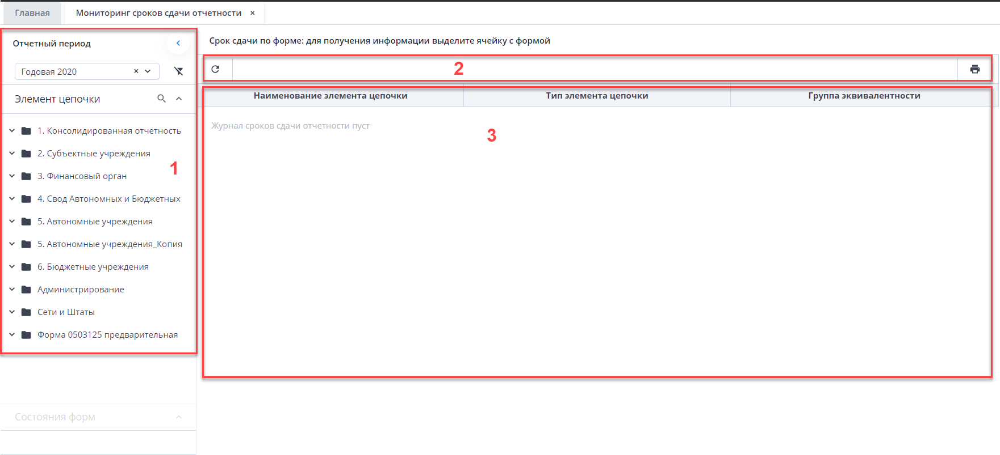 Главная
Мониторинг сроков сдачи отчетности ×
Отчетный период
Годовая 2020 ×
Элемент цепочки
1. Консолидированная отчетность
2. Субъектные учреждения
3. Финансовый орган
4. Свод Автономных и Бюджетных
5. Автономные учреждения
5. Автономные учреждения_Копия
6. Бюджетные учреждения
Администрирование
Сети и Штаты
Форма 0503125 предварительная
1
Состояния форм
Срок сдачи по форме: для получения информации выделите ячейку с формой
2
Наименование элемента цепочки
Тип элемента цепочки
Группа эквивалентности
Журнал сроков сдачи отчетности пуст
3